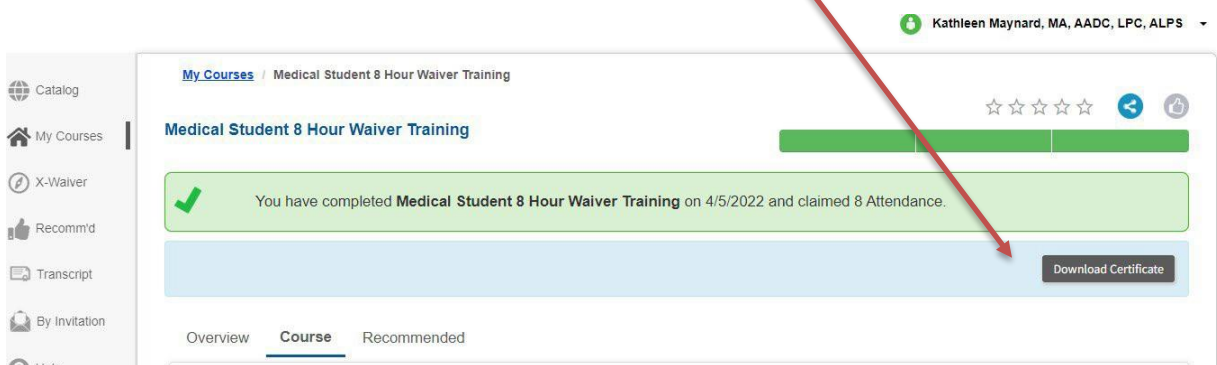 Kathleen Maynard, MA, AADC, LPC, ALPS
My Courses / Medical Student 8 Hour Waiver Training
Catalog
My Courses
Medical Student 8 Hour Waiver Training
X-Waiver
You have completed Medical Student 8 Hour Waiver Training on 4/5/2022 and claimed 8 Attendance.
Recomm'd
Transcript
Download Certificate
By Invitation
Overview Course Recommended